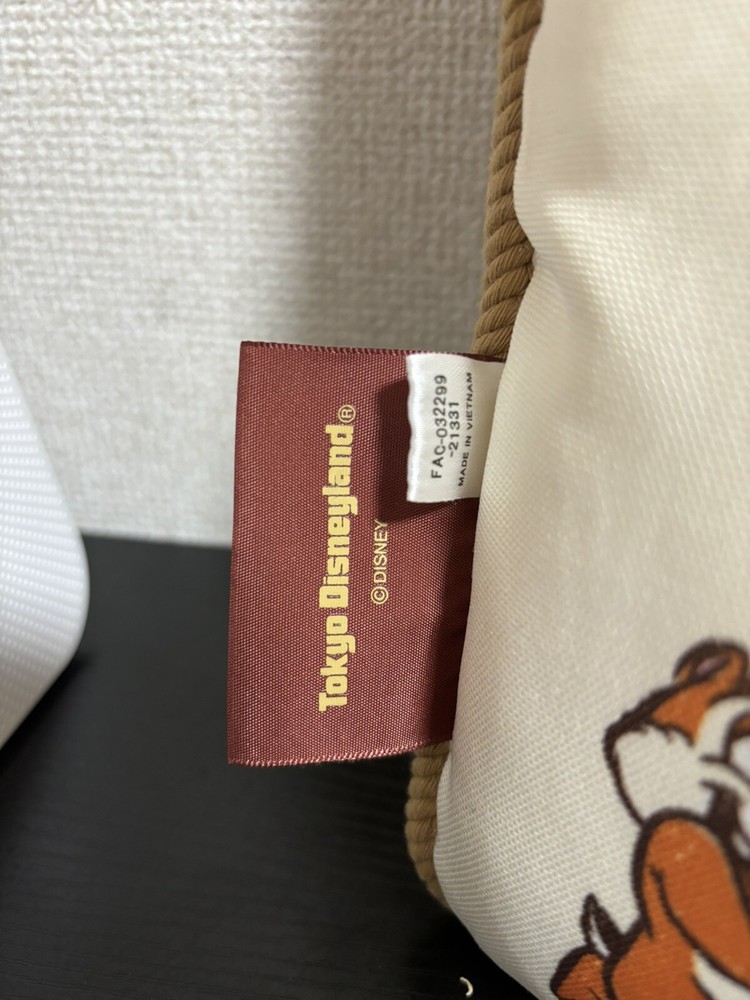 Tokyo Disneyland®
© DISNEY
FAC-032299
-21331
MADE IN VIETNAM